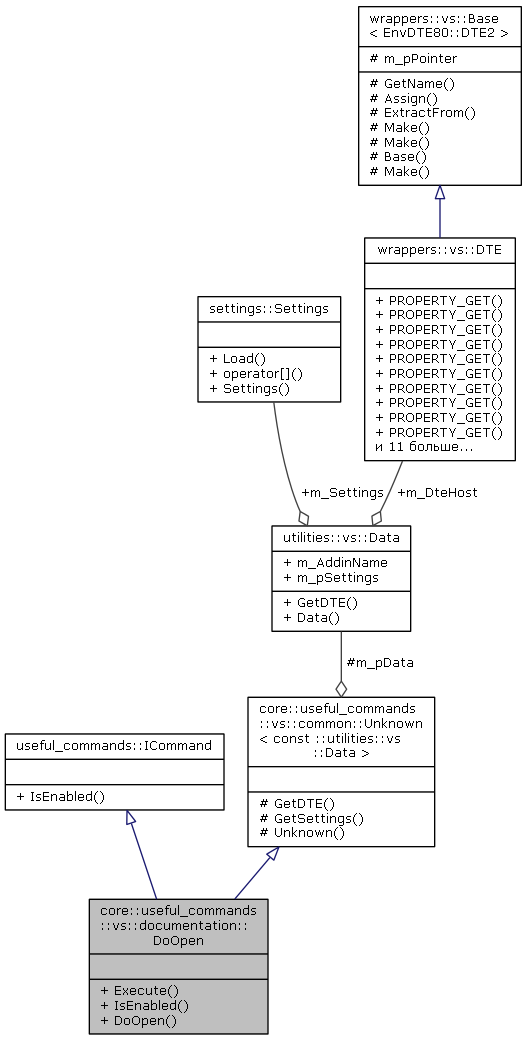 wrappers::vs::Base
< EnvDTE80::DTE2 >
# m_pPointer
# GetName()
# Assign()
# ExtractFrom()
# Make()
# Make()
# Base()
# Make()
wrappers::vs::DTE
+ PROPERTY_GET()
+ PROPERTY_GET()
+ PROPERTY_GET()
+ PROPERTY_GET()
+ PROPERTY_GET()
+ PROPERTY_GET()
+ PROPERTY_GET()
+ PROPERTY_GET()
+ PROPERTY_GET()
+ PROPERTY_GET()
и 11 больше...
settings::Settings
+ Load()
+ operator[]()
+ Settings()
+m_Settings
+m_DteHost
utilities::vs::Data
+ m_AddinName
+ m_pSettings
+ GetDTE()
+ Data()
#m_pData
core::useful_commands
::vs::common::Unknown
< const ::utilities::vs
::Data >
# GetDTE()
# GetSettings()
# Unknown()
useful_commands::ICommand
+ IsEnabled()
core::useful_commands
::vs::documentation::
DoOpen
+ Execute()
+ IsEnabled()
+ DoOpen()